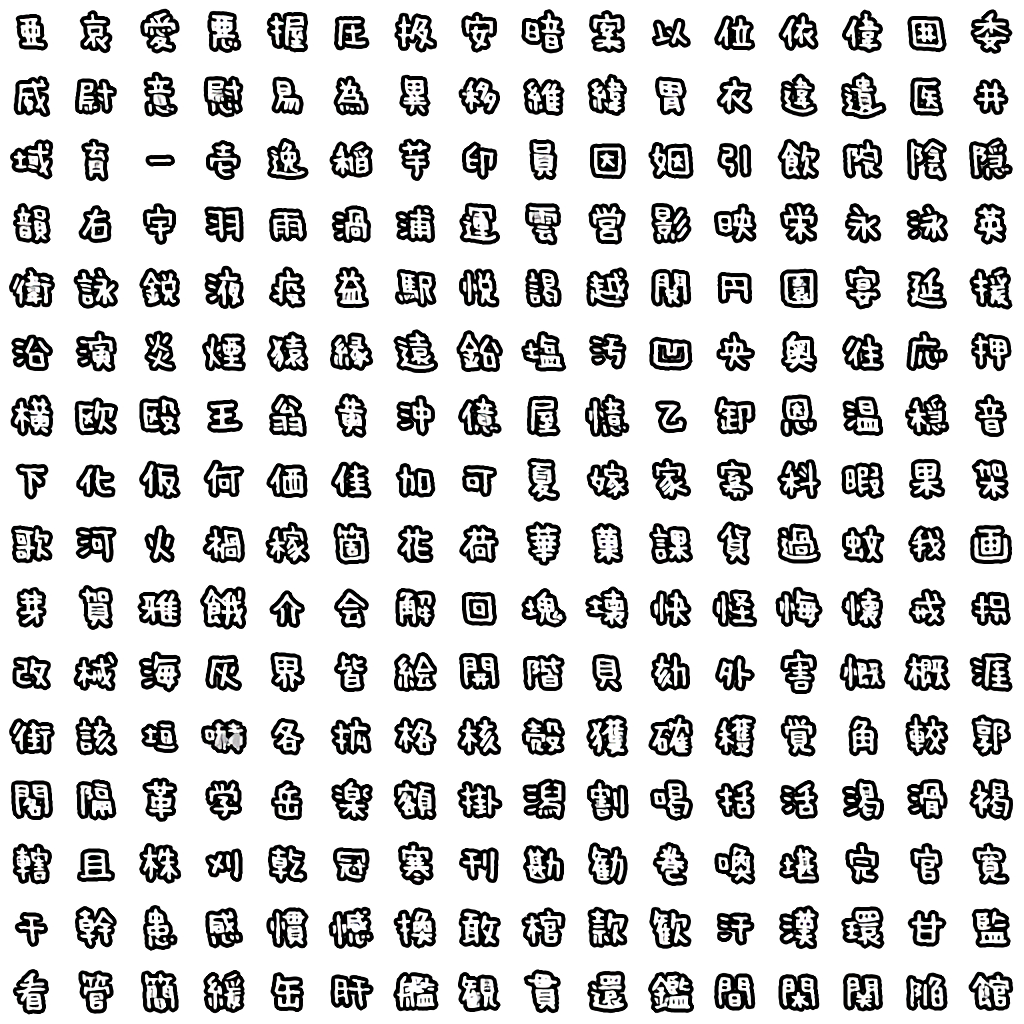 亜哀愛悪握圧扱安暗案以位依偉囲委
威尉意慰易為異移維緯胃衣違遺医井
域育一壱逸稲芋印員因姻引飲院陰隠
韻右宇羽雨渦浦運雲営影映栄永泳英
衛詠鋭液疫益駅悦謁越閲円園宴延援
沿演炎煙猿縁遠鉛塩汚凹央奥往応押
横欧殴王翁黄沖億屋憶乙卸恩温穏音
下化仮何価佳加可夏嫁家寡科暇果架
歌河火禍稼箇花荷華菓課貨過蚊我画
芽賀雅餓介会解回塊壊快怪悔懐戒拐
改械海灰界皆絵開階貝劾外害慨概涯
街該垣嚇各拡格核殻獲確穫覚角較郭
閣隔革学岳楽額掛潟割喝括活渇滑褐
轄且株刈乾冠寒刊勘勧巻喚堪完官寛
干幹患感慣憾換敢棺款歓汗漢環甘監
看管簡緩缶肝艦観貫還鑑間閑関陥館